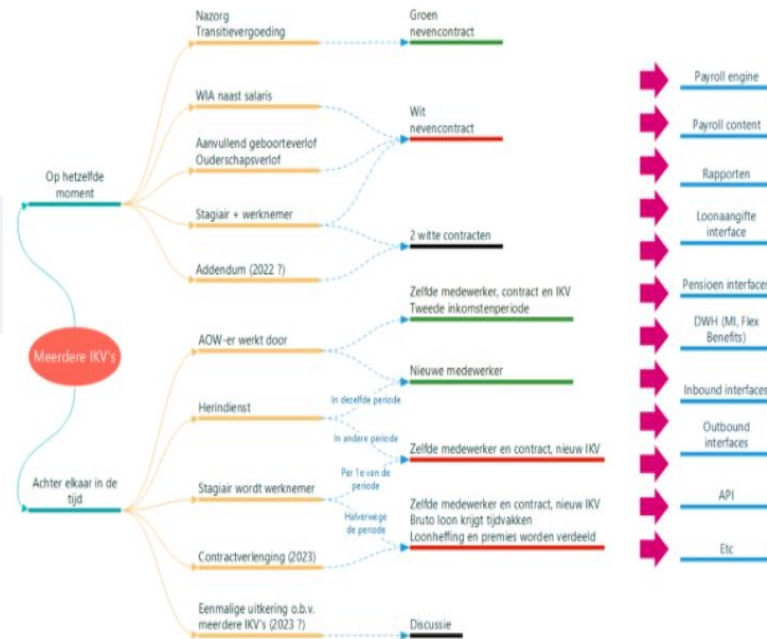 Meerdere IKV's
Op hetzelfde
moment
Nazorg
Transitievergoeding
WIA naast salaris
Aanvullend geboorteverlof
Ouderschapsverlof
Stagiair + werknemer
Addendum (2022 ?)
Groen
nevencontract
Wit
nevencontract
2 witte contracten
Achter elkaar in de
tijd
AOW-er werkt door
Herindienst
Stagiair wordt werknemer
Contractverlenging (2023)
Eenmalige uitkering o.b.v.
meerdere IKV's (2023 ?)
In dezelfde periode
In andere periode
Per 1e van de
periode
Halverwege
de periode
Zelfde medewerker, contract en IKV
Tweede inkomstenperiode
Nieuwe medewerker
Zelfde medewerker en contract, nieuw IKV
Zelfde medewerker en contract, nieuw IKV
Bruto loon krijgt tijdvakken
Loonheffing en premies worden verdeeld
Discussie
Payroll engine
Payroll content
Rapporten
Loonaangifte
interface
Pensioen interfaces
DWH (MI, Flex
Benefits)
Inbound interfaces
Outbound
interfaces
API
Etc